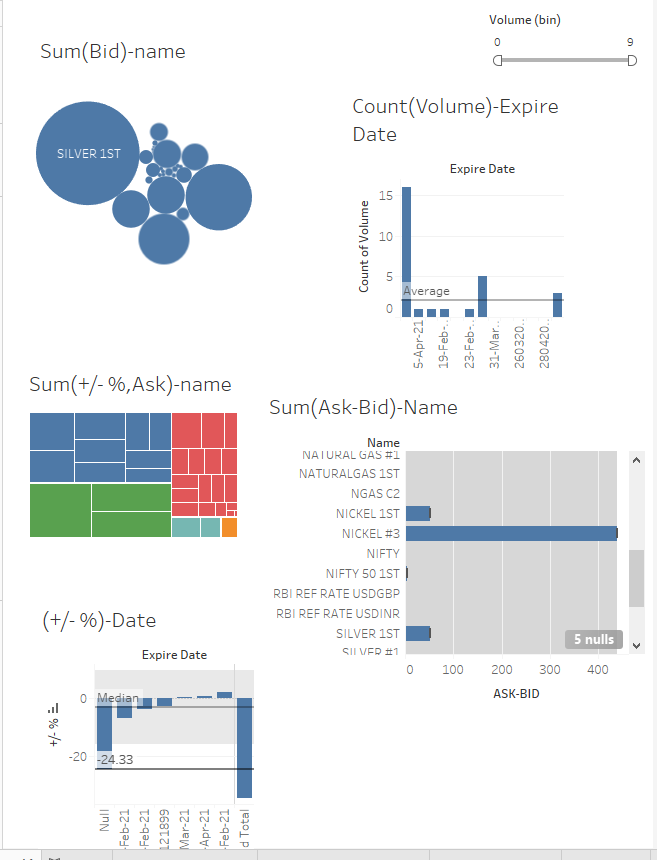 Volume (bin)
0
9
Sum(Bid)-name
SILVER 1ST
Count(Volume)-Expire
Date
Expire Date
Count of Volume
15
10
5
0
Average
5-Apr-21
19-Feb-..
23-Feb-..
31-Mar..
260320..
280420..
Sum(+/- %,Ask)-name
Sum(Ask-Bid)-Name
Name
NATURAL GAS #1
NATURALGAS 1ST
NGAS C2
NICKEL 1ST
NICKEL #3
NIFTY
NIFTY 50 1ST
RBI REF RATE USDGBP
RBI REF RATE USDINR
SILVER 1ST
SILVER #1
5 nulls
0
100
200
300
400
ASK-BID
(+/- %)-Date
Expire Date
+/- %
0
-20
Median
-24.33
Null
-Feb-21
-Feb-21
121899
Mar-21
-Apr-21
-Feb-21
d Total